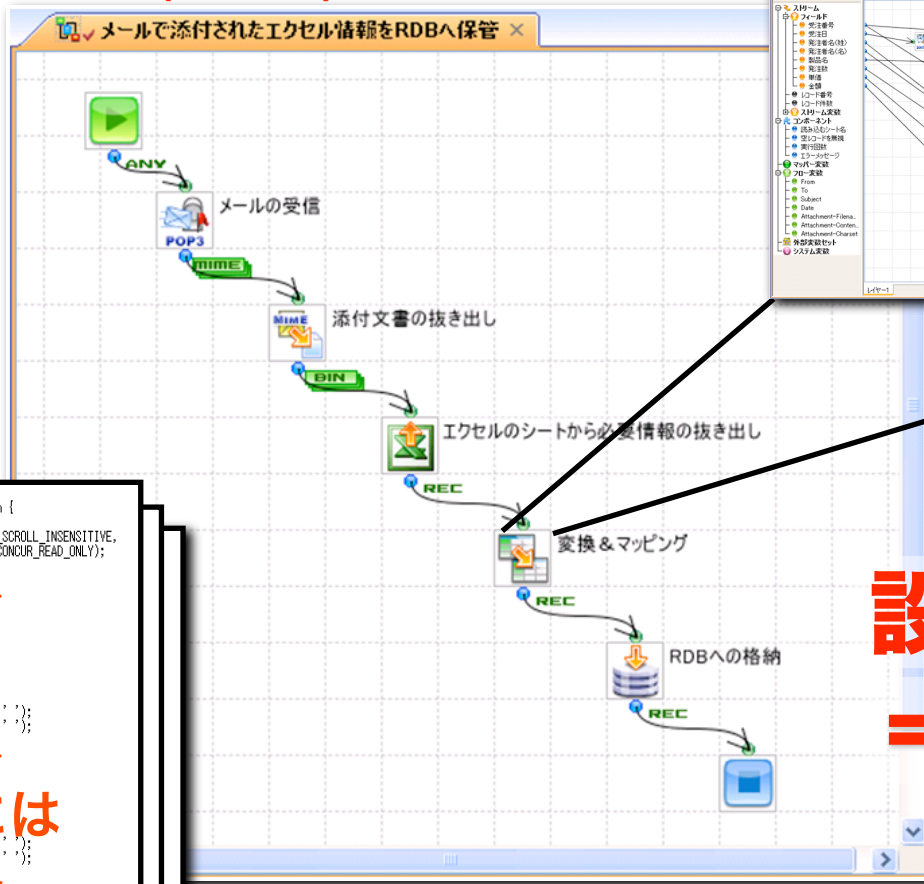 メールで添付されたエクセル情報をRDBへ保管 ×
ANY
メールの受信
POP3
MIME
MIME
添付文書の抜き出し
BIN
エクセルのシートから必要情報の抜き出し
REC
変換＆マッピング
REC
RDBへの格納
REC
ストリーム
フィールド
受注番号
受注日
発注者名(姓)
発注者名(名)
製品名
発注数
単価
金額
レコード番号
レコード件数
ストリーム変数
コンポーネント
読み込むシート名
空レコードを無視
実行回数
エラーメッセージ
マッパー変数
フロー変数
From
To
Subject
Date
Attachment-Filena..
Attachment-Conten..
Attachment-Charset
外部変数セット
システム変数
レイヤー1
{
SCROLL_INSENSITIVE,
CONCUR_READ_ONLY);
' ');
' ');
には
' ');
' ');
設
＝